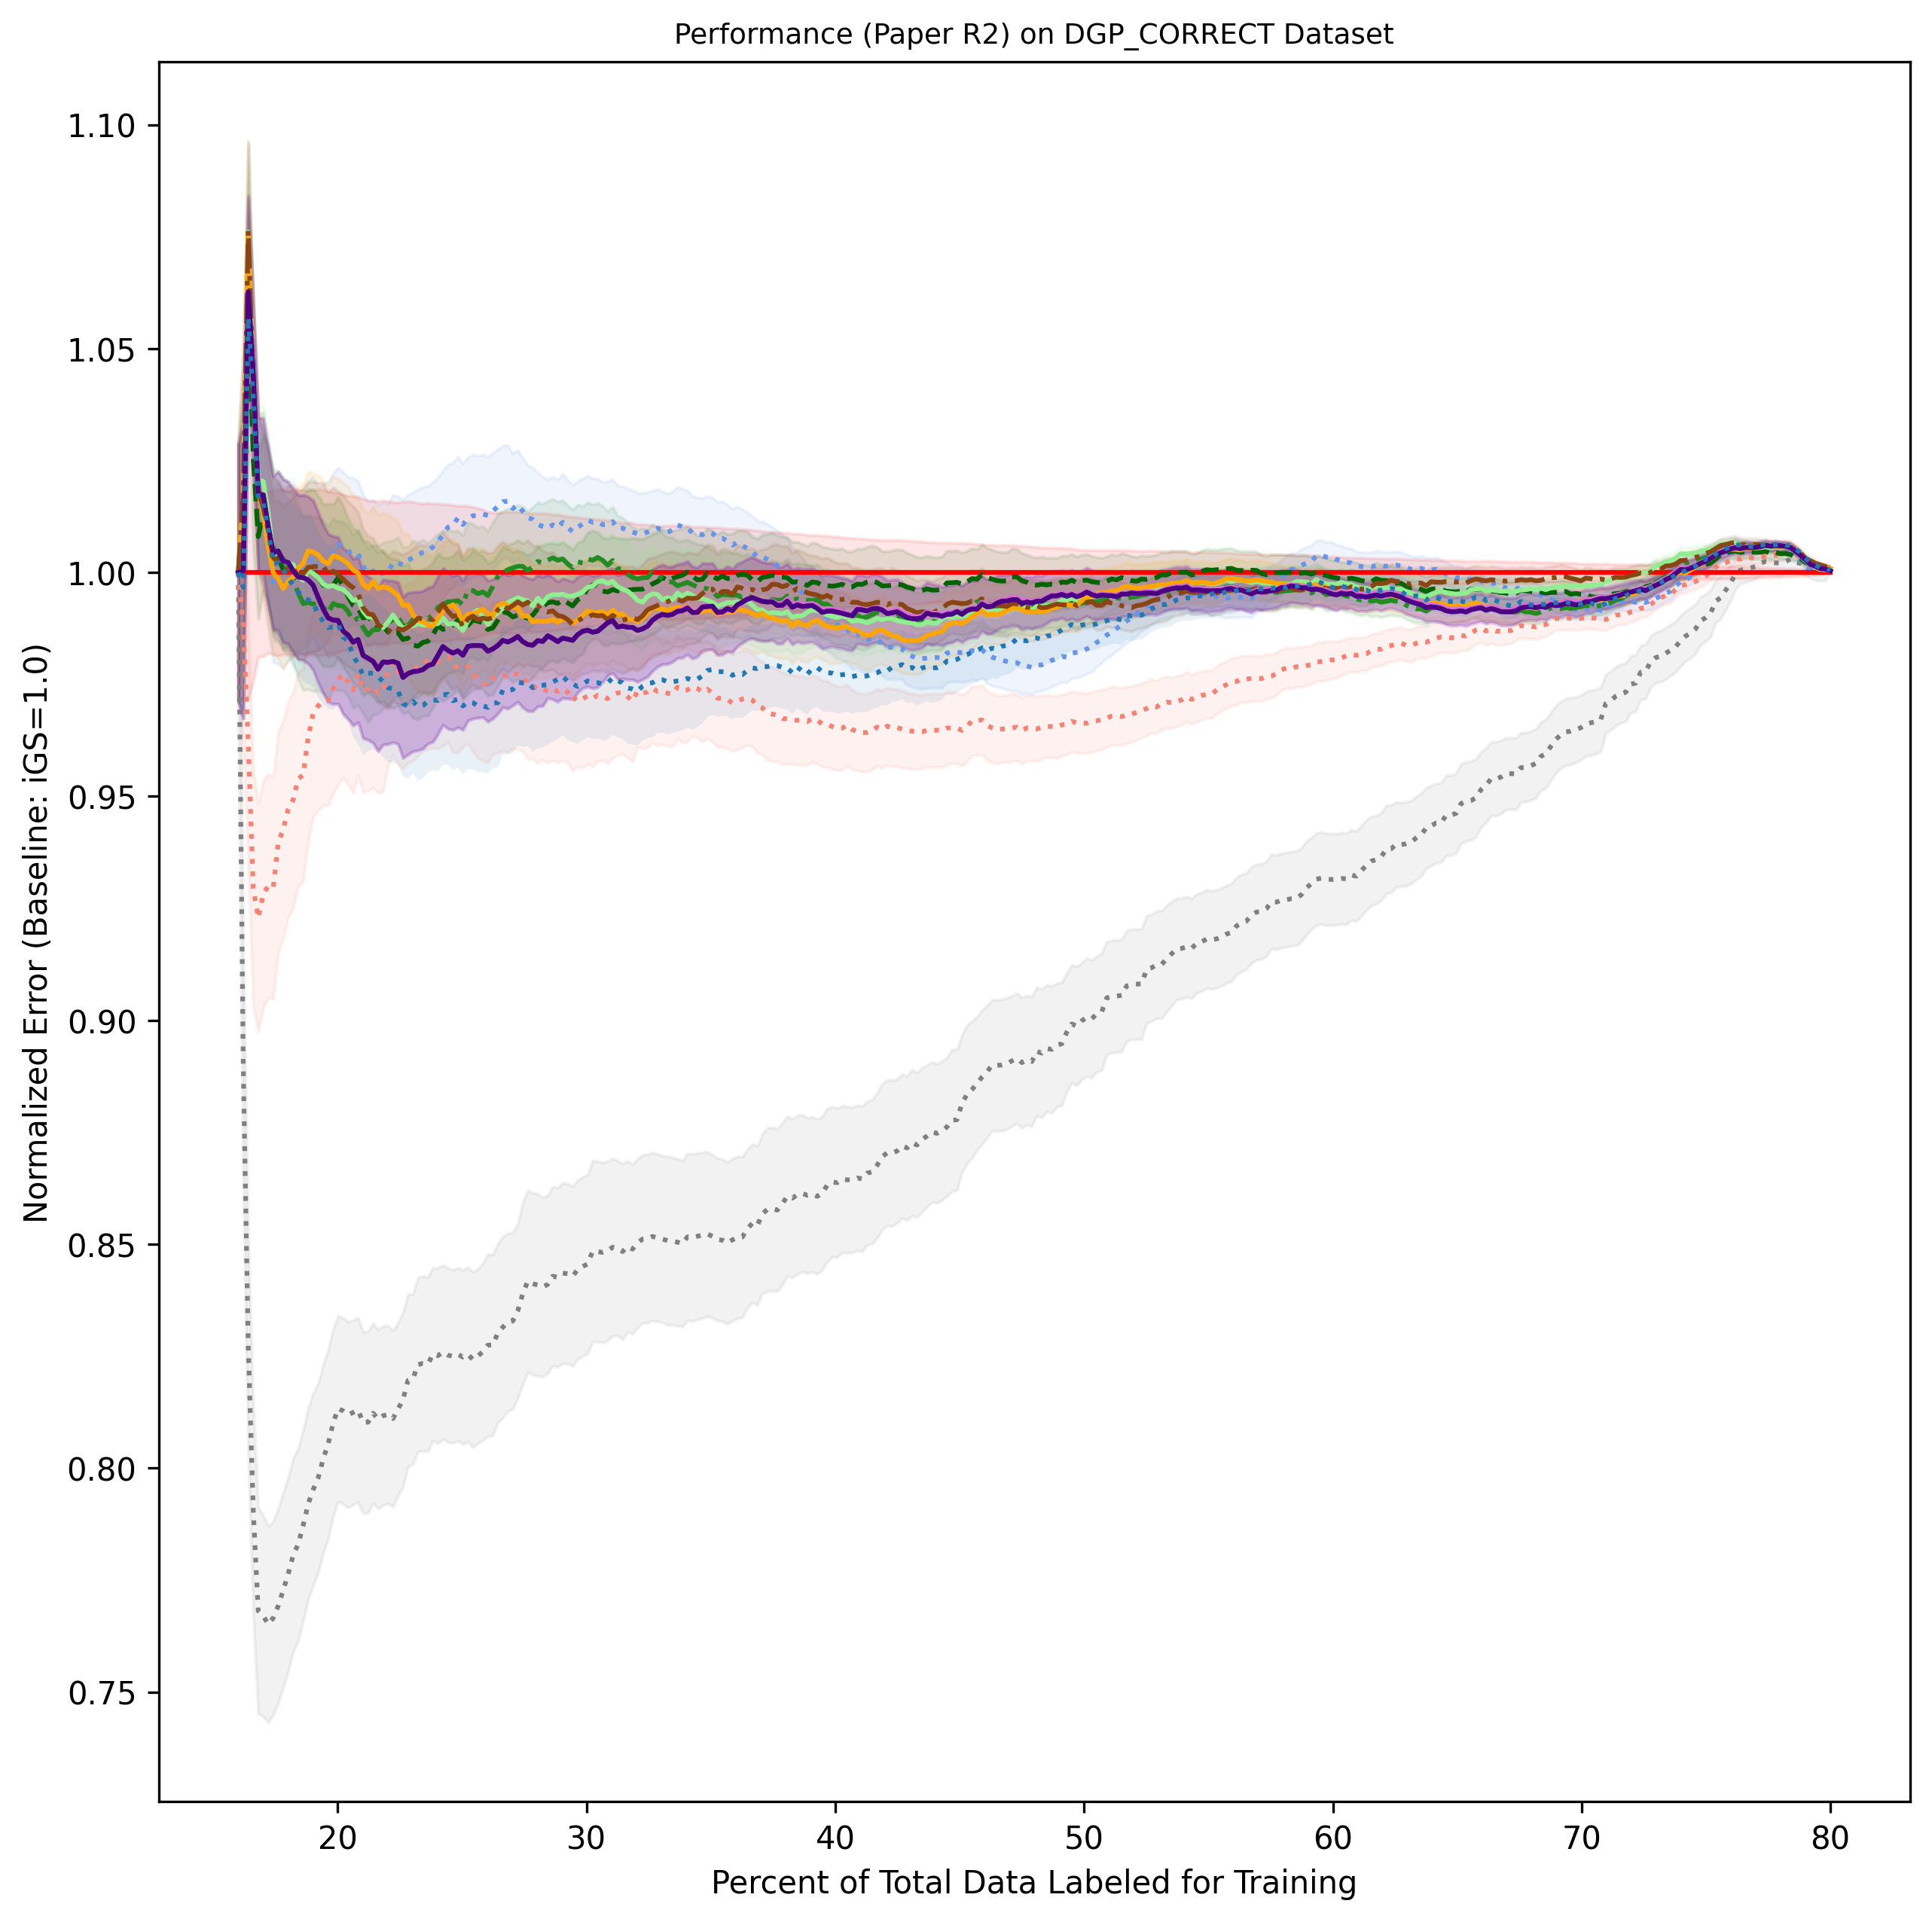 Performance (Paper R2) on DGP_CORRECT Dataset
1.10
1.05
1.00
0.95
0.90
0.85
0.80
0.75
Normalized Error (Baseline: iGS=1.0)
20 30 40 50 60 70 80
Percent of Total Data Labeled for Training